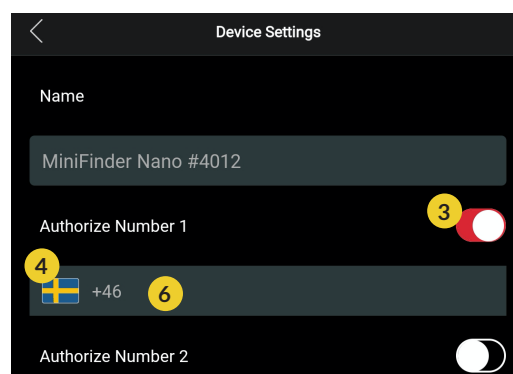 Device Settings
Name
MiniFinder Nano #4012
Authorize Number 1
3
4
+46
6
Authorize Number 2